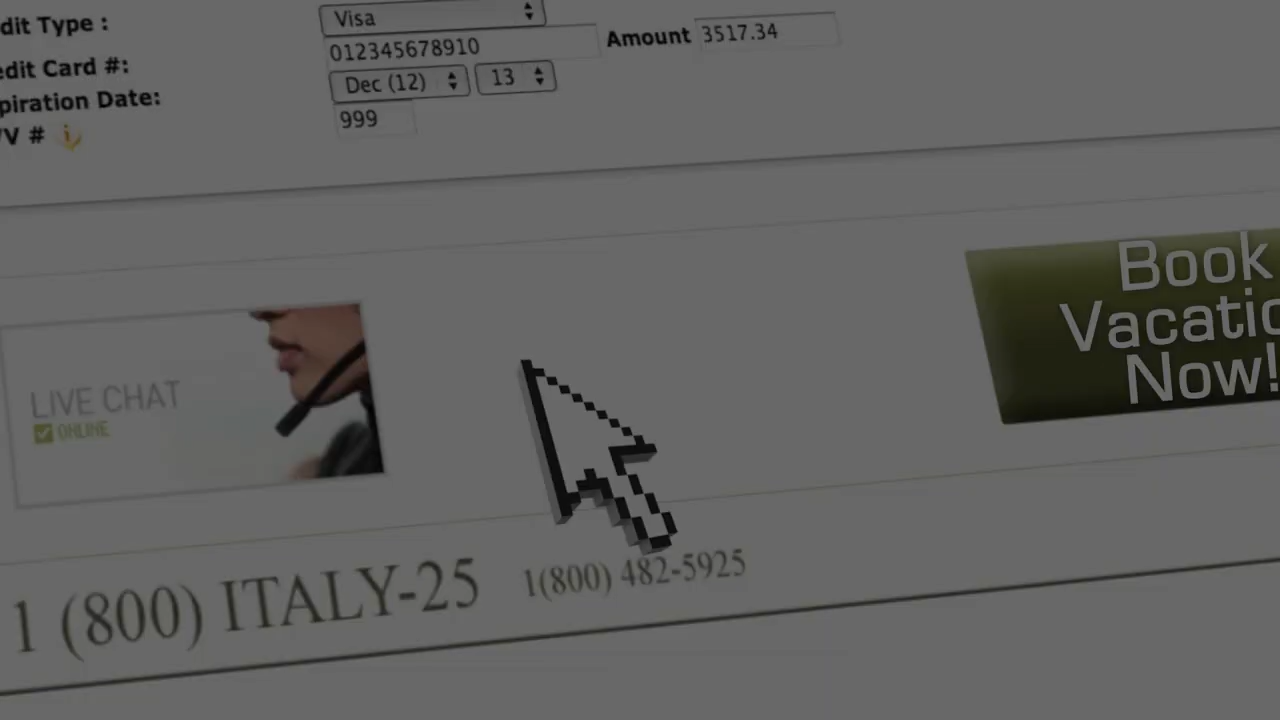 dit Type :
Visa
edit Card #:
012345678910
Amount
3517.34
piration Date:
Dec (12)
13
V #
999
Book
Vacatio
Now!
LIVE CHAT
ONLINE
1 (800) ITALY-25
1(800) 482-5925